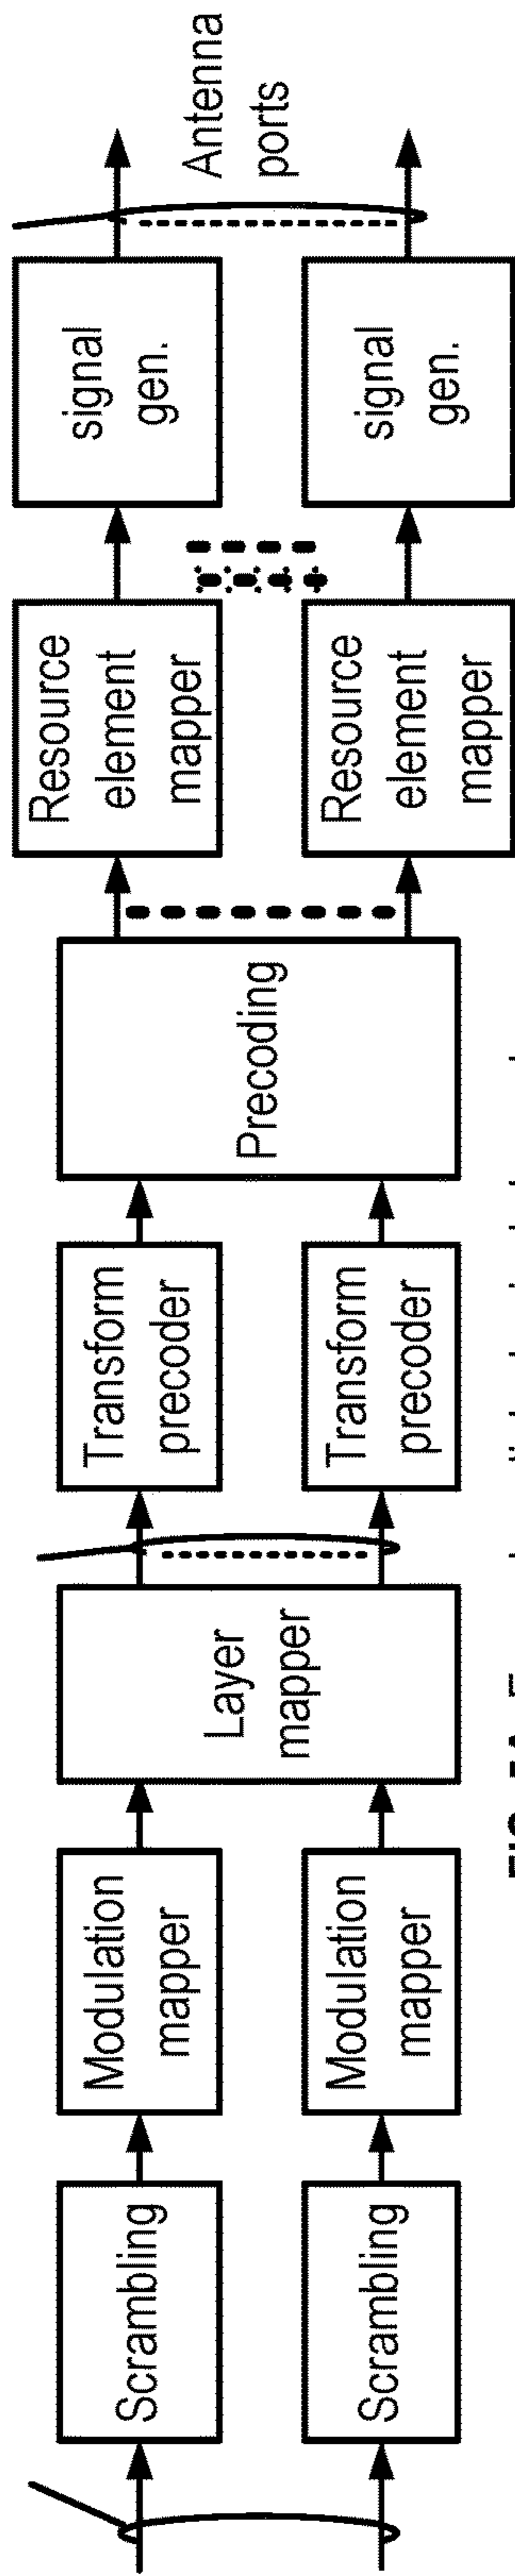 Scrambling
Scrambling
Modulation
mapper
Modulation
mapper
Layer
mapper
Transform
precoder
Transform
precoder
Precoding
Resource
element
mapper
Resource
element
mapper
signal
gen.
signal
gen.
Antenna
ports